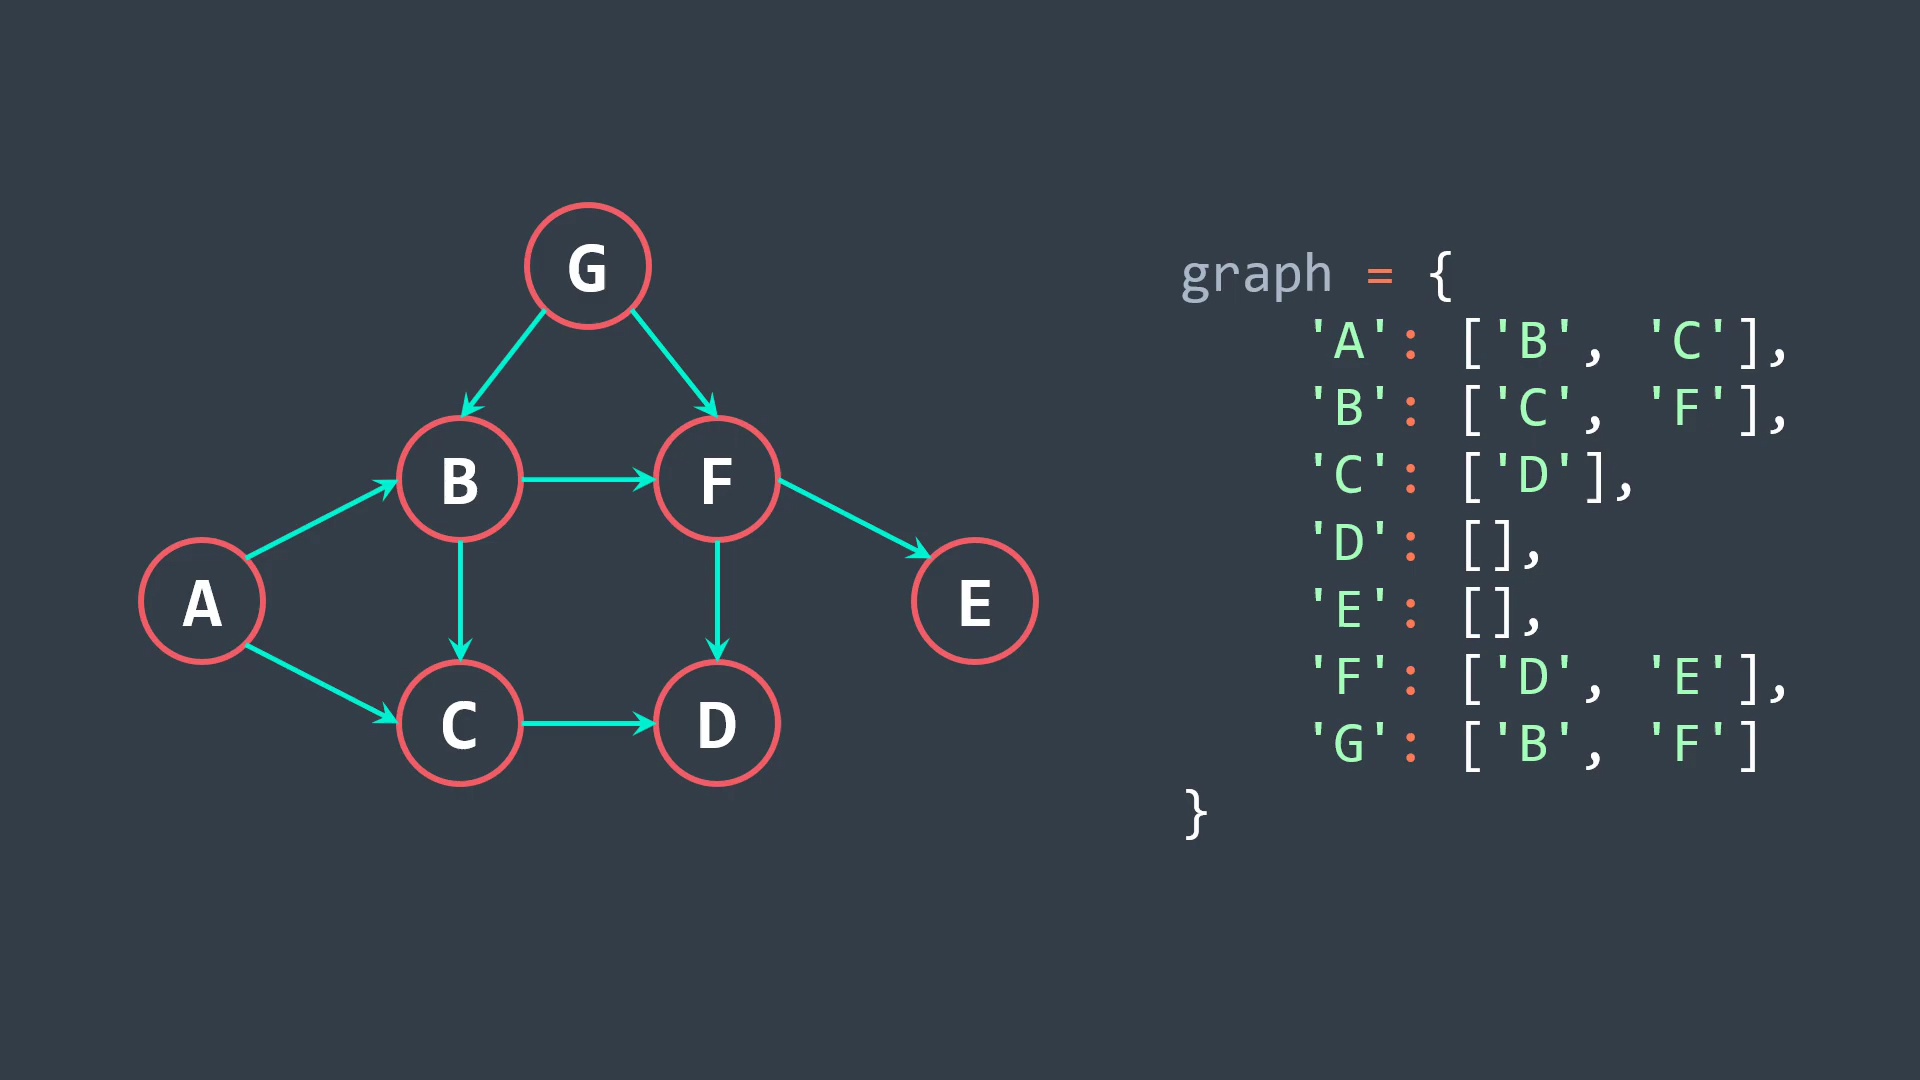 G
B
F
A
E
C
D
graph = {
    'A': ['B', 'C'],
    'B': ['C', 'F'],
    'C': ['D'],
    'D': [],
    'E': [],
    'F': ['D', 'E'],
    'G': ['B', 'F']
}